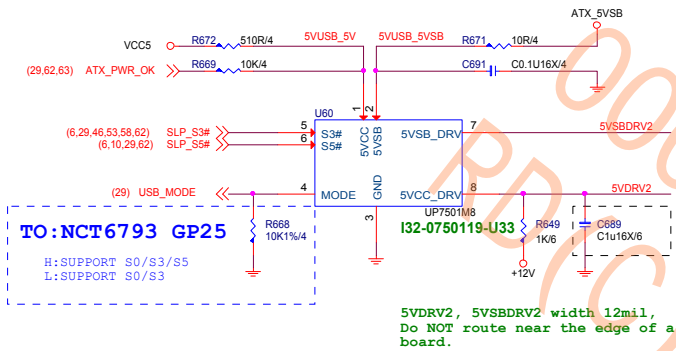 ATX_5VSB
R672 510R/4 5VUSB_5V 5VUSB_5VSB R671 10R/4
VCC5
(29,62,63) ATX_PWR_OK R669 10K/4 C691 C0.1U16X/4
U60
1 2
5VCC 5VSB
(6,29,46,53,58,62) SLP_S3# 5 S3# 5VSB_DRV 7 5VSBDRV2
(6,10,29,62) SLP_S5# 6 S5#
(29) USB_MODE 4 MODE GND 5VCC_DRV 8 5VDRV2
3 UP7501M8
I32-0750119-U33
TO:NCT6793 GP25
R668
10K1%/4
R649
1K/6
C689
C1u16X/6
H:SUPPORT S0/S3/S5
L:SUPPORT S0/S3
+12V
5VDRV2, 5VSBDRV2 width 12mil,
Do NOT route near the edge of a
board.